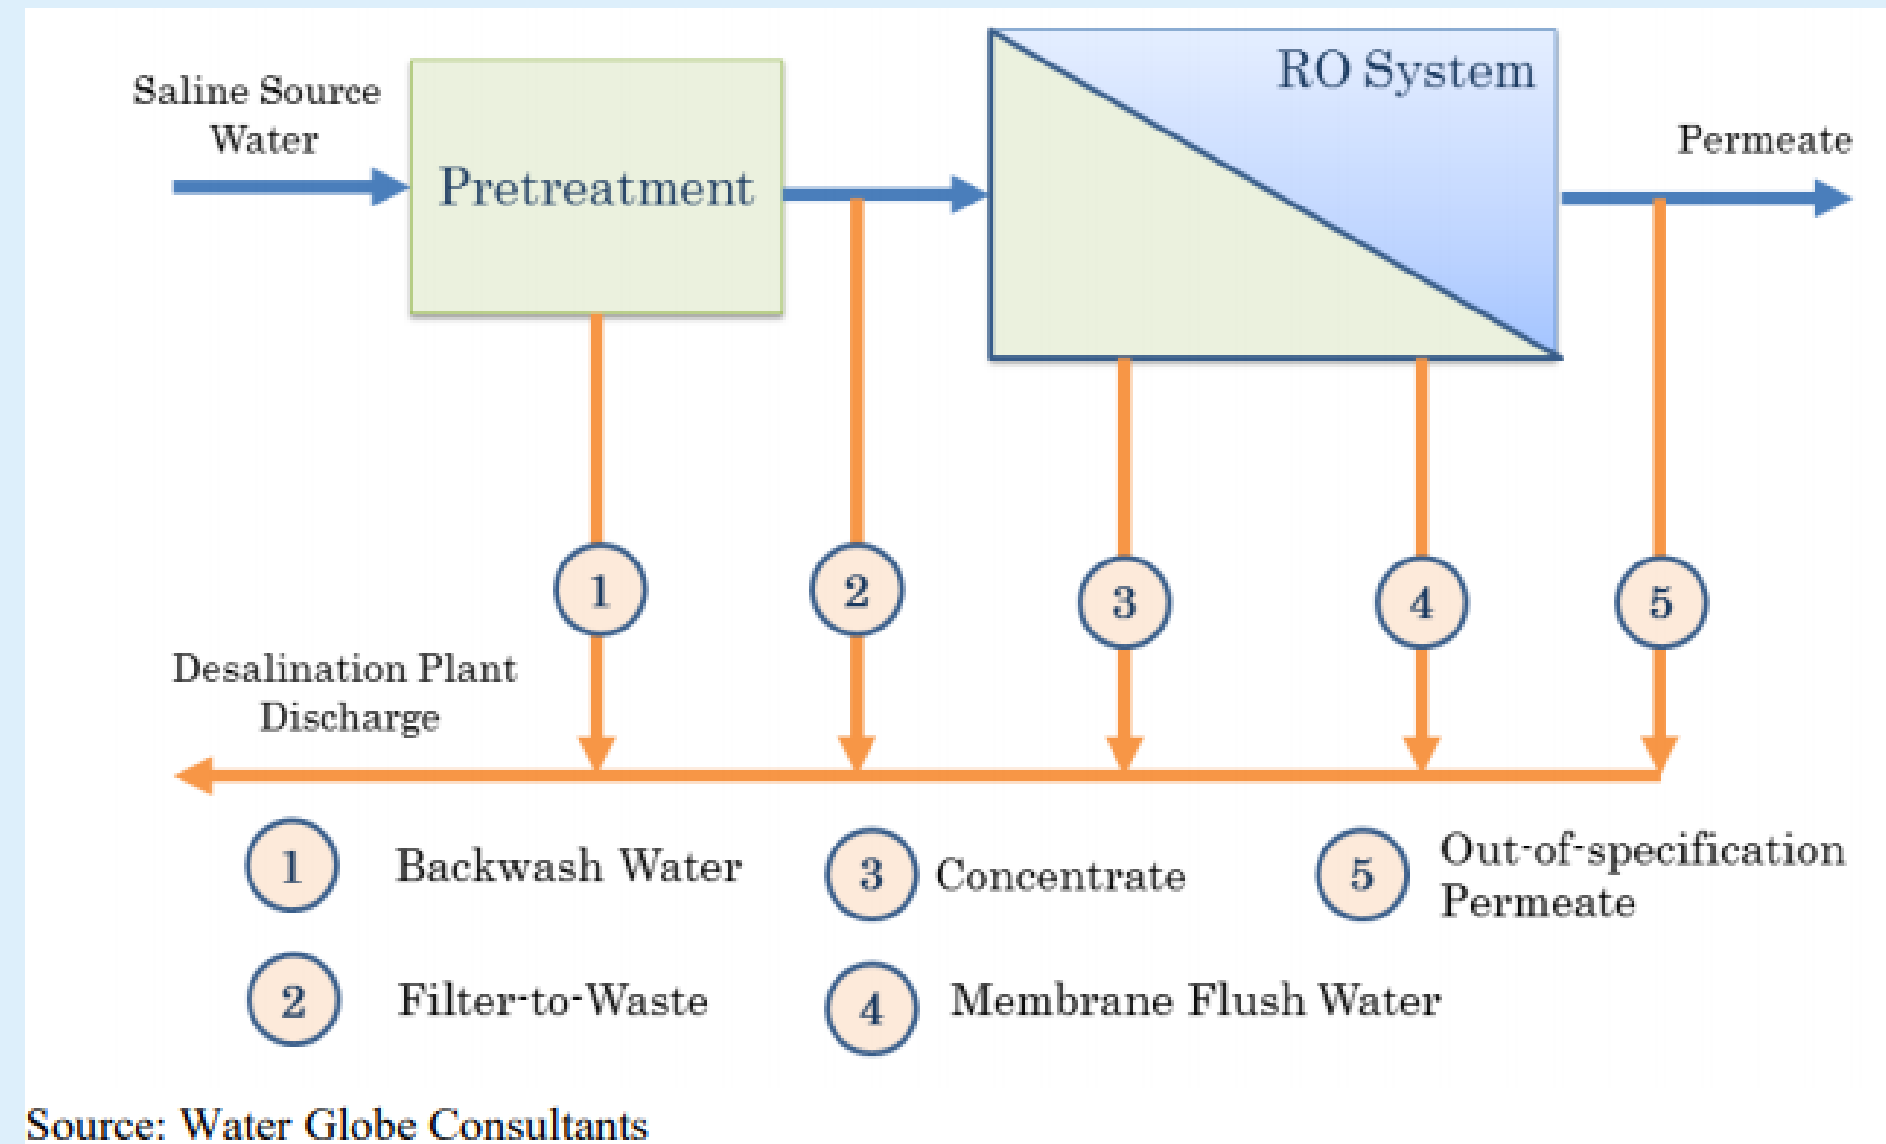 Saline Source
Water
Pretreatment
RO System
Permeate
1
2
3
4
5
Desalination Plant
Discharge
1 Backwash Water
2 Filter-to-Waste
3 Concentrate
4 Membrane Flush Water
5 Out-of-specification
Permeate
Source: Water Globe Consultants